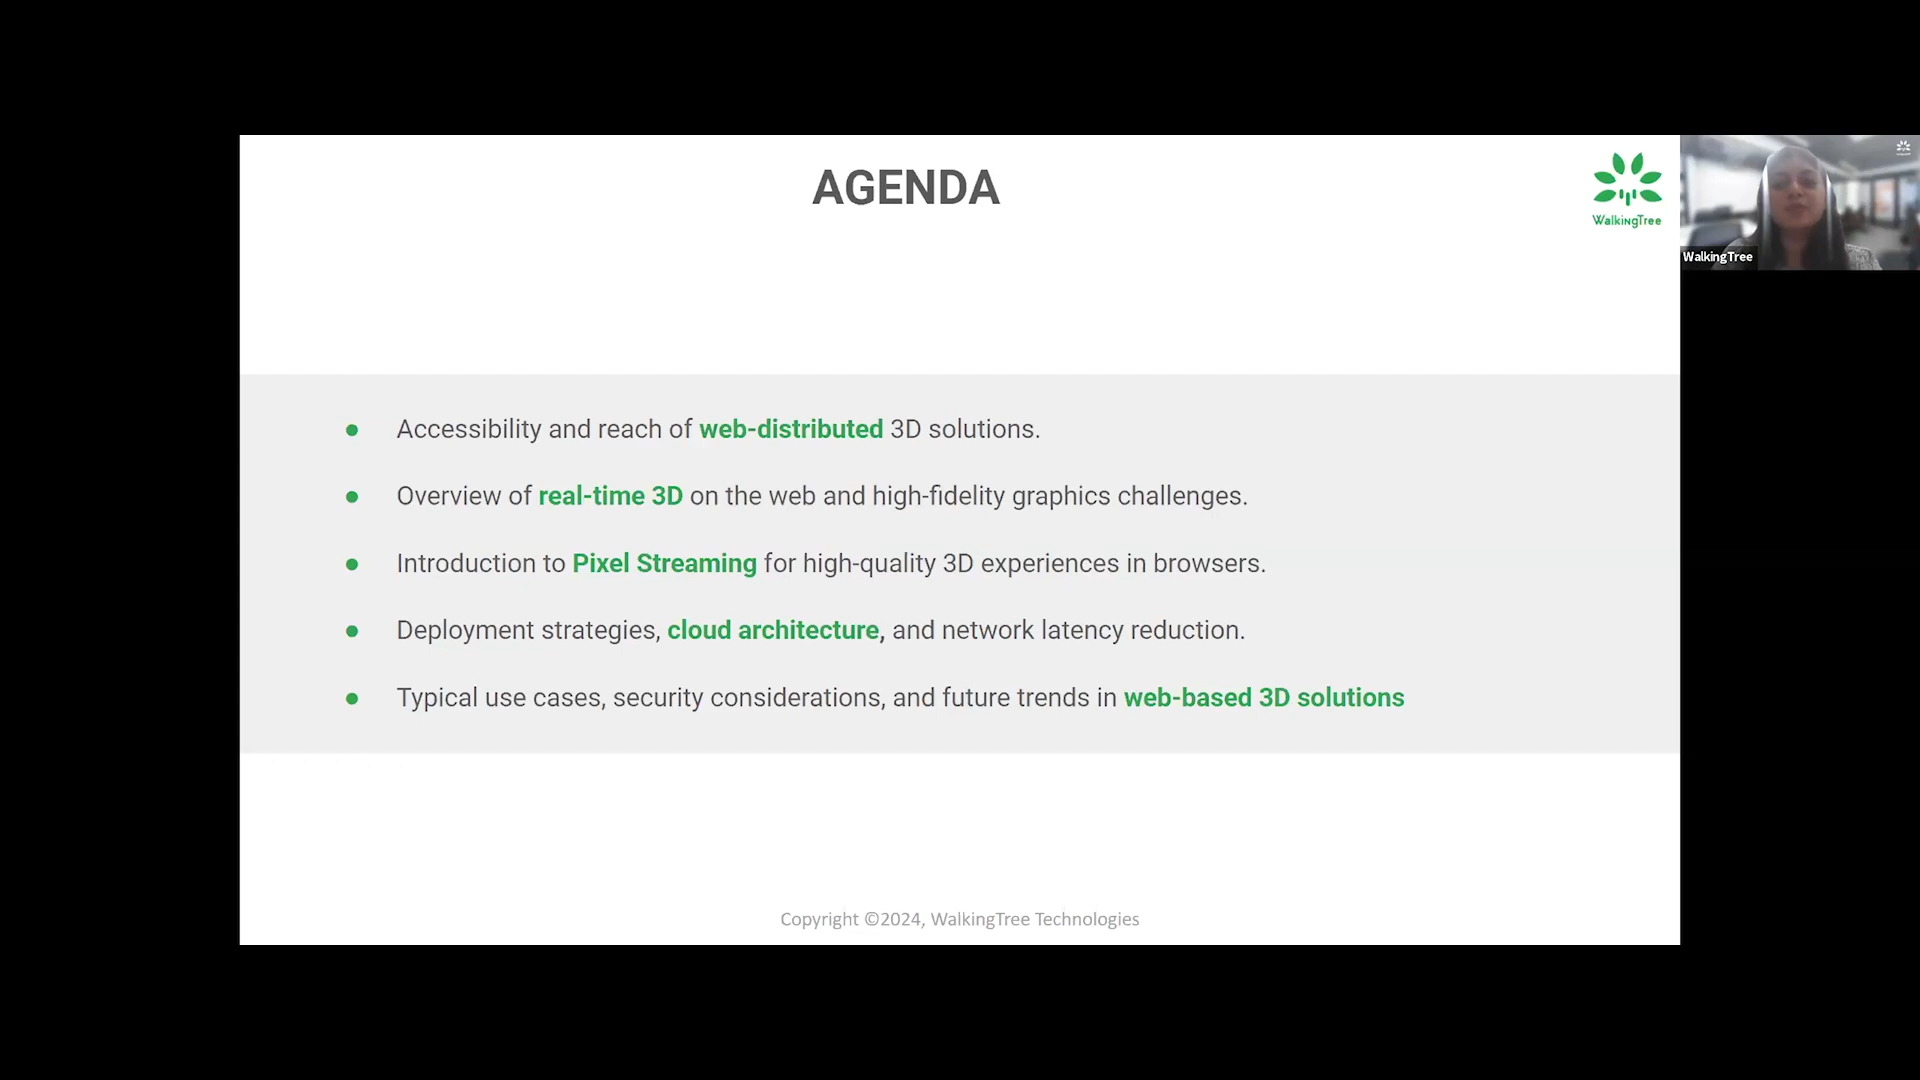 AGENDA
WalkingTree
WalkingTree
Accessibility and reach of web-distributed 3D solutions.
Overview of real-time 3D on the web and high-fidelity graphics challenges.
Introduction to Pixel Streaming for high-quality 3D experiences in browsers.
Deployment strategies, cloud architecture, and network latency reduction.
Typical use cases, security considerations, and future trends in web-based 3D solutions
Copyright ©2024, WalkingTree Technologies